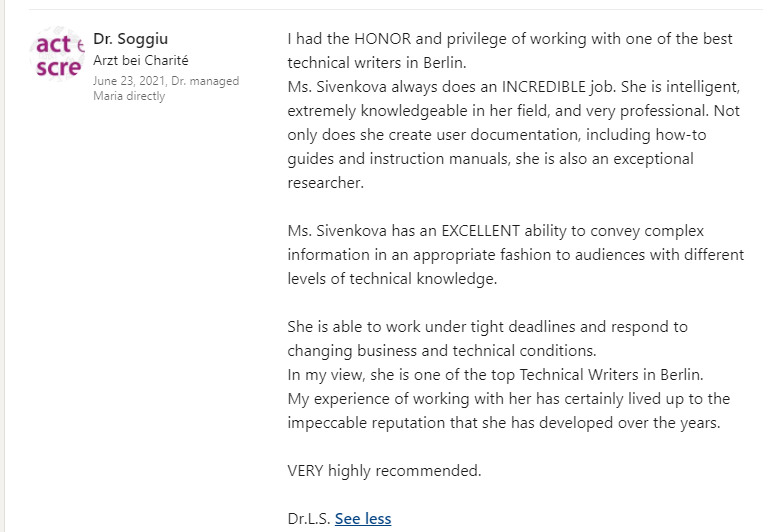 act
scre
Dr. Soggiu
Arzt bei Charité
June 23, 2021, Dr. managed
Maria directly
I had the HONOR and privilege of working with one of the best
technical writers in Berlin.
Ms. Sivenkova always does an INCREDIBLE job. She is intelligent,
extremely knowledgeable in her field, and very professional. Not
only does she create user documentation, including how-to
guides and instruction manuals, she is also an exceptional
researcher.
Ms. Sivenkova has an EXCELLENT ability to convey complex
information in an appropriate fashion to audiences with different
levels of technical knowledge.
She is able to work under tight deadlines and respond to
changing business and technical conditions.
In my view, she is one of the top Technical Writers in Berlin.
My experience of working with her has certainly lived up to the
impeccable reputation that she has developed over the years.
VERY highly recommended.
Dr.L.S. See less